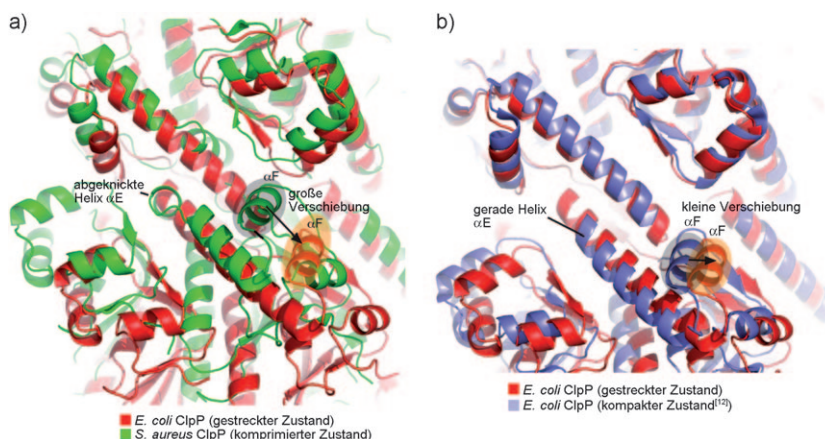 a)
αF
abgeknickte
Helix αE
große
Verschiebung
αF
E. coli ClpP (gestreckter Zustand)
S. aureus ClpP (komprimierter Zustand)
b)
gerade Helix
αE
kleine Verschiebung
αF
αF
E. coli ClpP (gestreckter Zustand)
E. coli ClpP (kompakter Zustand[12])